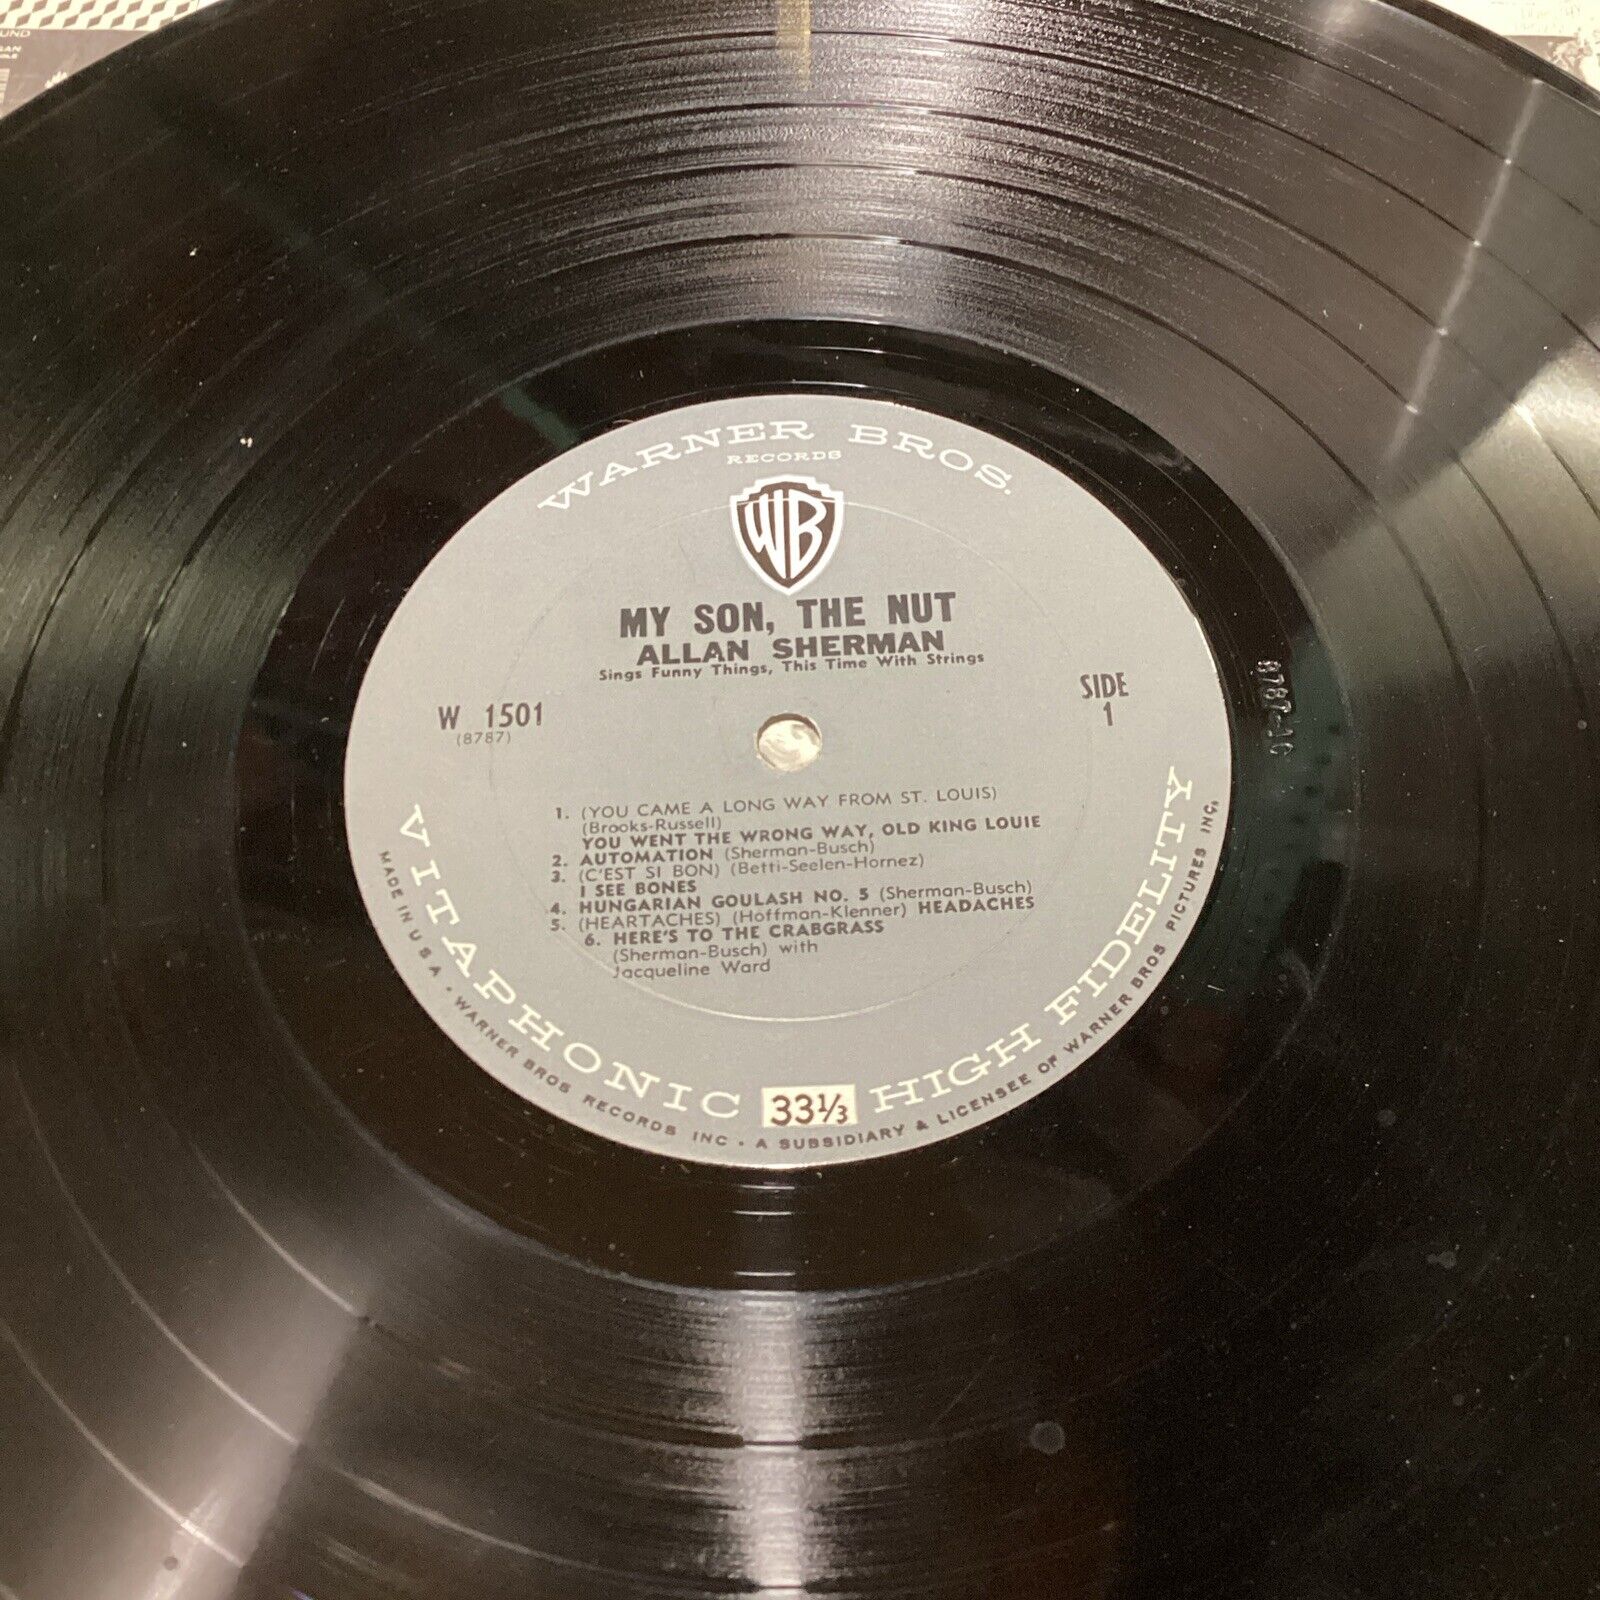 WARNER BROS.
RECORDS
WB
MY SON, THE NUT
ALLAN SHERMAN
Sings Funny Things, This Time With Strings
W 1501
(8787)
SIDE
1
1. (YOU CAME A LONG WAY FROM ST. LOUIS)
(Brooks-Russell)
YOU WENT THE WRONG WAY, OLD KING LOUIE
2. AUTOMATION (Sherman-Busch)
3. (C'EST SI BON) (Betti-Seelen-Hornez)
I SEE BONES
4. HUNGARIAN GOULASH NO. 5 (Sherman-Busch)
5. (HEARTACHES) (Hoffman-Klenner) HEADACHES
6. HERE'S TO THE CRABGRASS
(Sherman-Busch) with
Jacqueline Ward
VITAPHONIC 33⅓ HIGH FIDELITY
MADE IN U S A • WARNER BROS RECORDS INC • A SUBSIDIARY & LICENSEE OF WARNER BROS PICTURES INC.